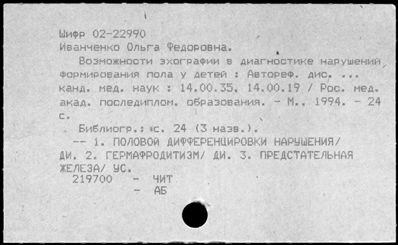 Шифр 02-22990
Иванченко Ольга Федоровна.
Возможности эхографии в диагностике нарушений
формирования пола у детей : Автореф. дис. ...
канд. мед. наук : 14.00.35, 14.00.19 / Рос. мед.
акад. последиплом. образования. - М., 1994. - 24
с.
Библиогр.: с. 24 (3 назв.).
-- 1. ПОЛОВОЙ ДИФФЕРЕНЦИРОВКИ НАРУШЕНИЯ/
ДИ. 2. ГЕРМАФРОДИТИЗМ/ ДИ. 3. ПРЕДСТАТЕЛЬНАЯ
ЖЕЛЕЗА/ УС.
219700 - ЧИТ
- АБ